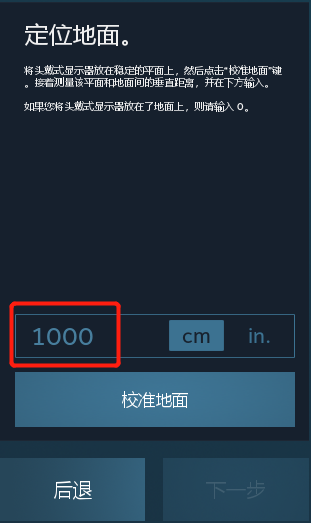 定位地面。
将头戴式显示器放在稳定的平面上，然后点击“校准地面”键
。接着测量该平面和地面间的垂直距离，并在下方输入。
如果您将头戴式显示器放在了地面上，则请输入 0。
1000 cm in.
校准地面
后退 下一步